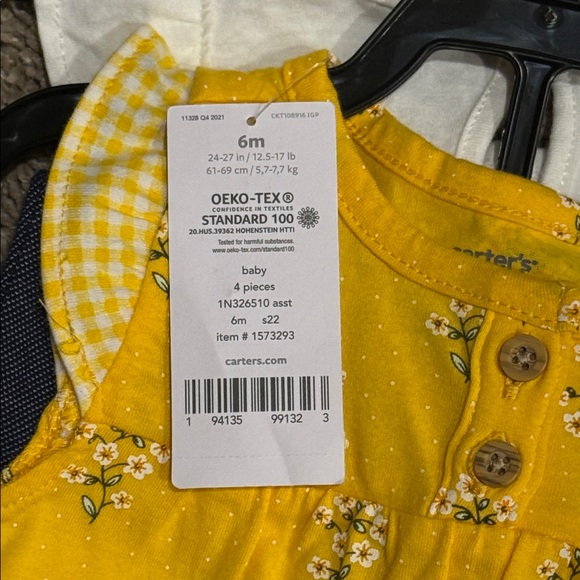 11328 Q4 2021 CKT108916.IGP
6m
24-27 in / 12.5-17 lb
61-69 cm / 5,7-7,7 kg
OEKO-TEX®
CONFIDENCE IN TEXTILES
STANDARD 100
20.HUS.39362 HOHENSTEIN HTTI
Tested for harmful substances.
www.oeko-tex.com/standard100
baby
4 pieces
1N326510 asst
6m s22
item # 1573293
carters.com
1 94135 99132 3
carter's